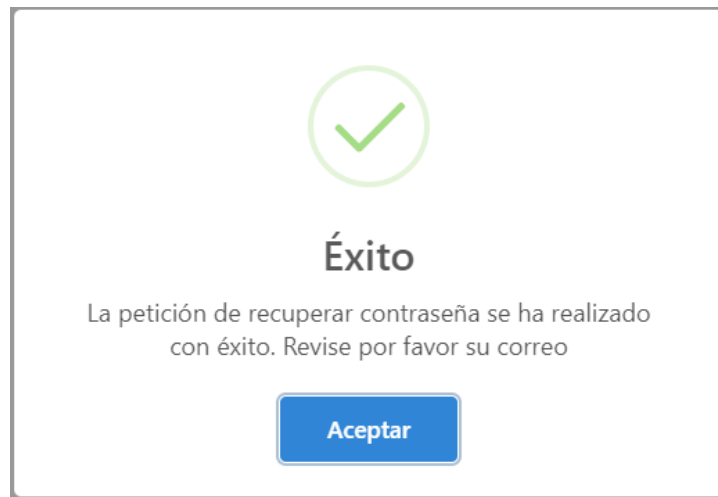 Éxito
La petición de recuperar contraseña se ha realizado
con éxito. Revise por favor su correo
Aceptar